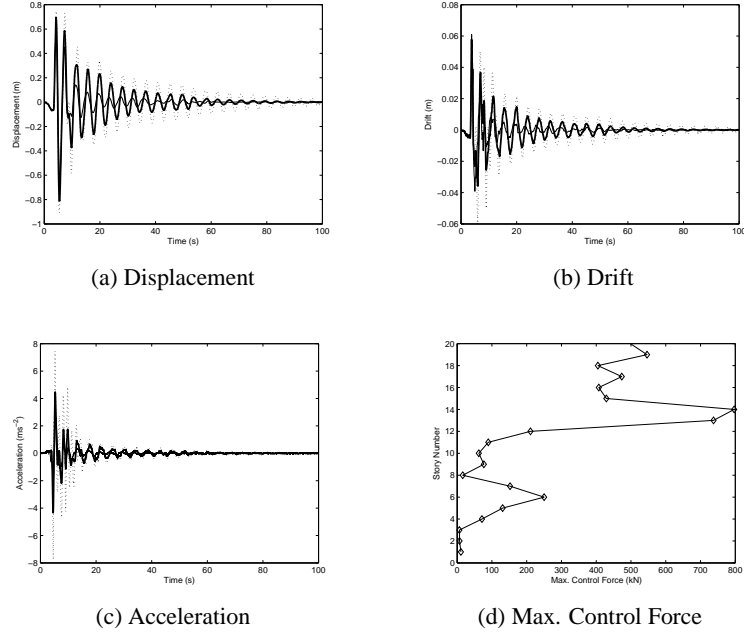 0.8
0.6
0.4
0.2
0
−0.2
−0.4
−0.6
−0.8
−1
Displacement (m)
0 20 40 60 80 100
Time (s)
(a) Displacement
0.08
0.06
0.04
0.02
0
−0.02
−0.04
−0.06
Drift (m)
0 20 40 60 80 100
Time (s)
(b) Drift
8
6
4
2
0
−2
−4
−6
−8
Acceleration (ms⁻²)
0 20 40 60 80 100
Time (s)
(c) Acceleration
20
18
16
14
12
10
8
6
4
2
0
Story Number
0 100 200 300 400 500 600 700 800
Max. Control Force (kN)
(d) Max. Control Force